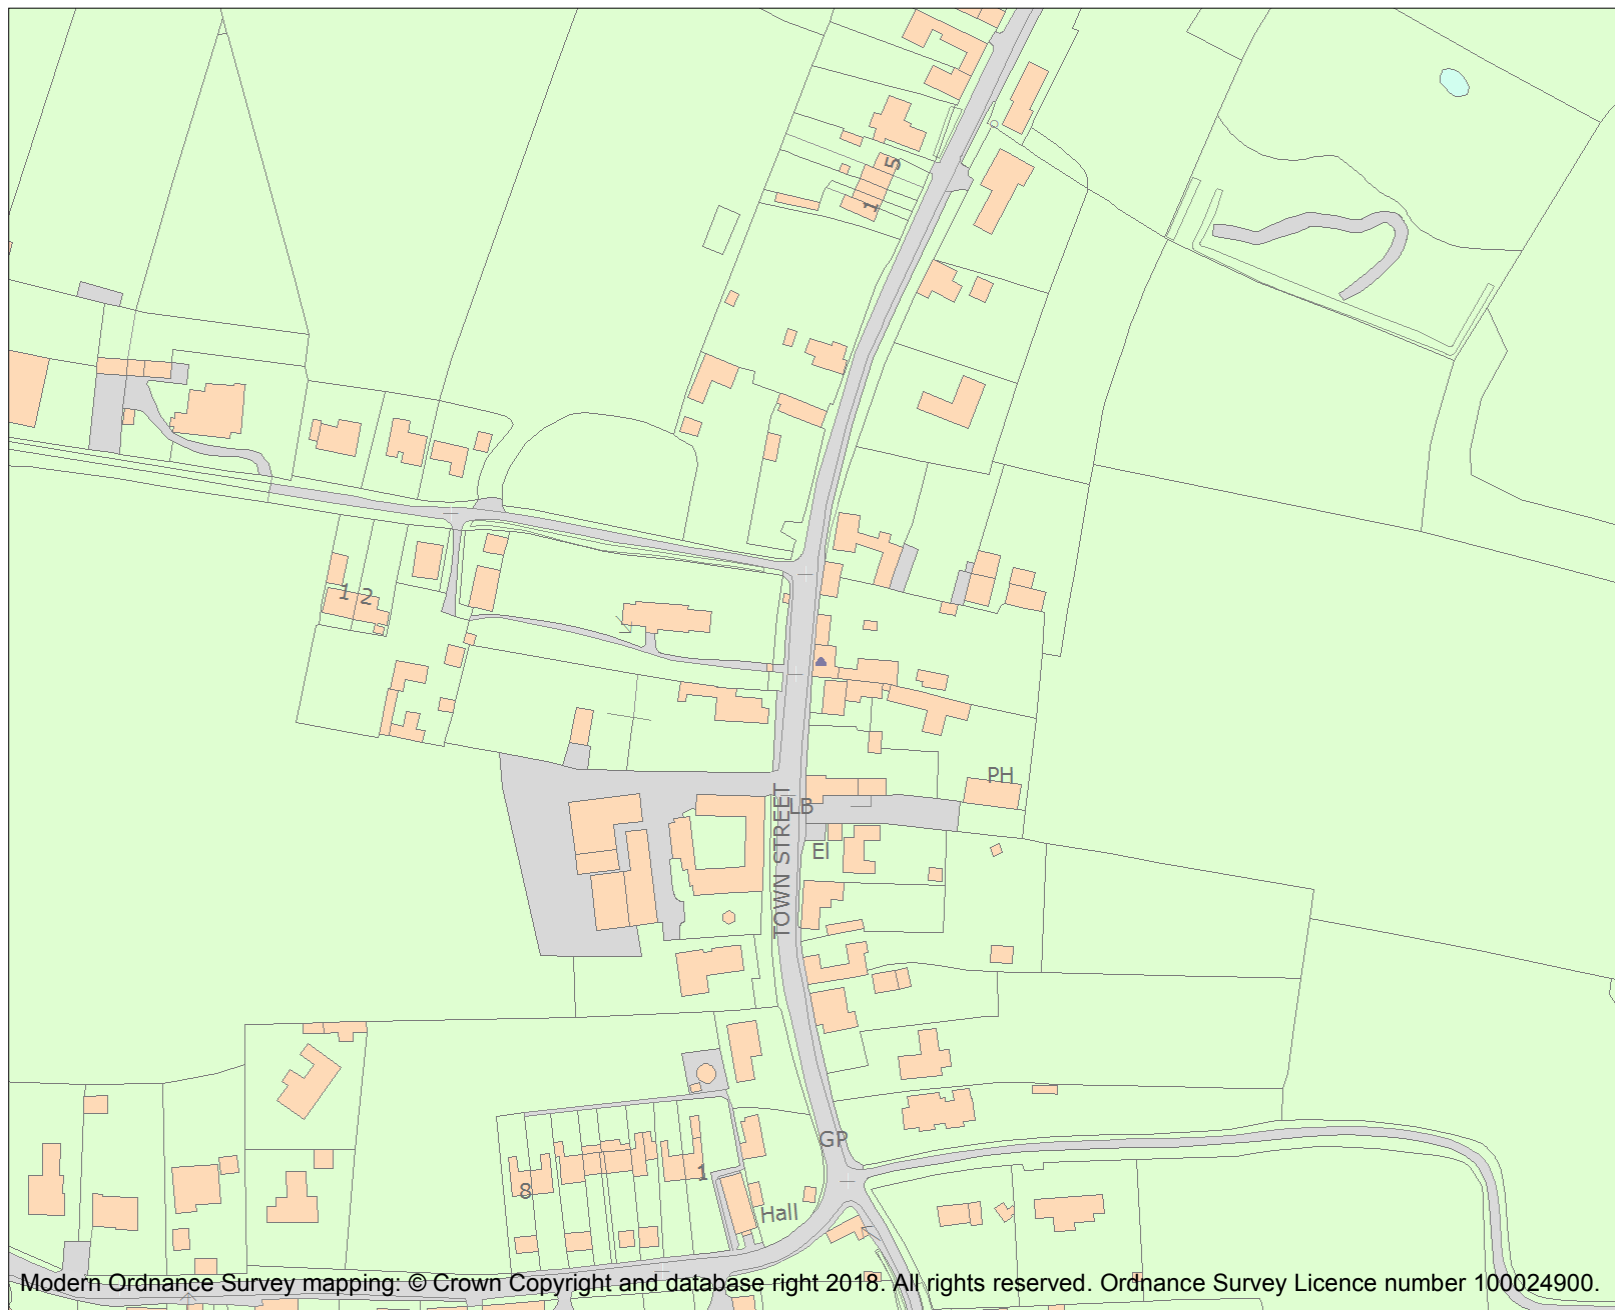 5
1
1 2
PH
LB
TOWN STREET
El
GP
1
8
Hall
Modern Ordnance Survey mapping: © Crown Copyright and database right 2018. All rights reserved. Ordnance Survey Licence number 100024900.